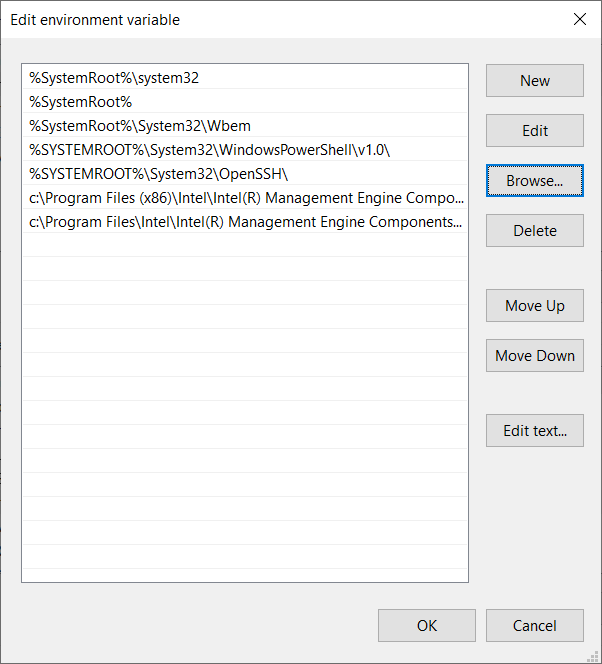 Edit environment variable
%SystemRoot%\system32
%SystemRoot%
%SystemRoot%\System32\Wbem
%SYSTEMROOT%\System32\WindowsPowerShell\v1.0\
%SYSTEMROOT%\System32\OpenSSH\
c:\Program Files (x86)\Intel\Intel(R) Management Engine Compo...
c:\Program Files\Intel\Intel(R) Management Engine Components...
New
Edit
Browse...
Delete
Move Up
Move Down
Edit text...
OK
Cancel